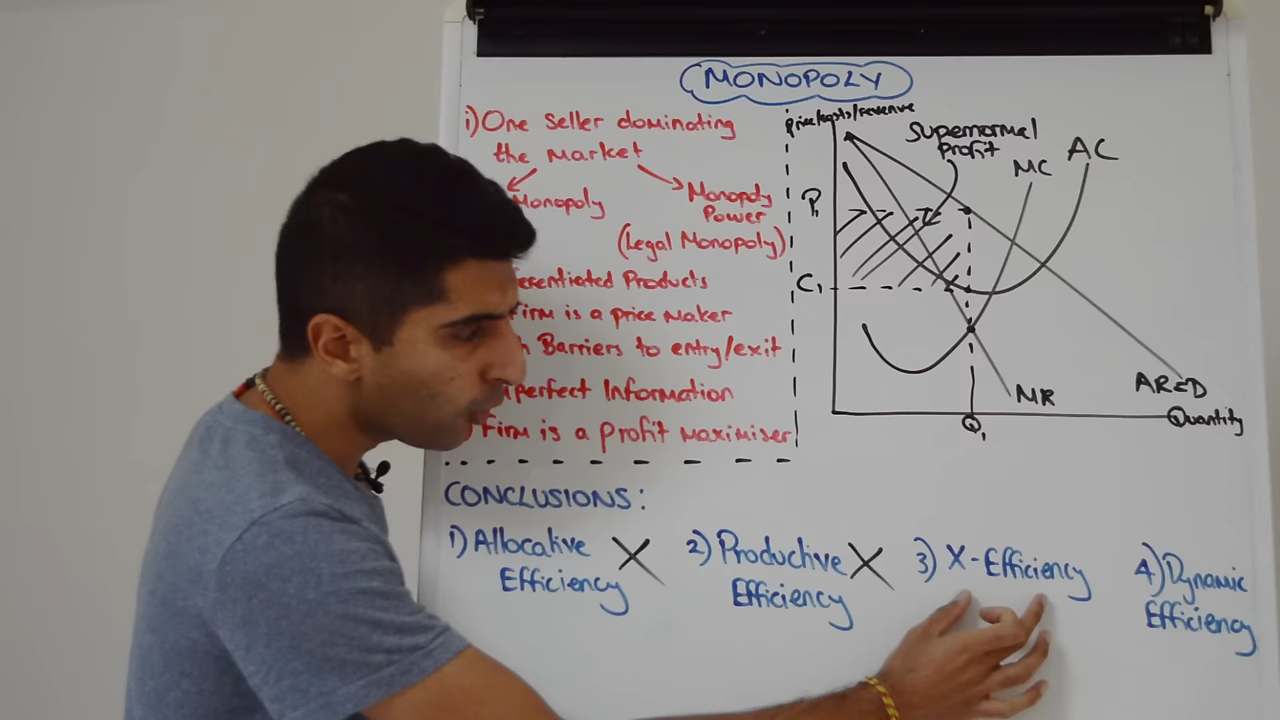 MONOPOLY
i) One seller dominating
the market
Monopoly
Monopoly
Power
(Legal Monopoly)
Products
Firm is a price maker
Barriers to entry/exit
Information
Firm is a profit maximiser
Price/costs/revenue
Supernormal
Profit
MC
AC
P1
C1
MR
AR=D
Q1
Quantity
CONCLUSIONS:
1) Allocative
Efficiency
2) Productive
Efficiency
3) X-Efficiency
4) Dynamic
Efficiency